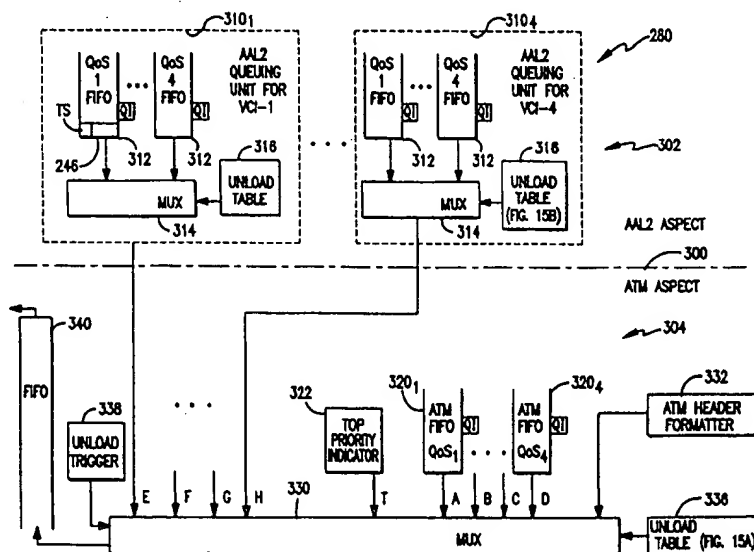 310₁
310₄
280
QoS
1
FIFO
QoS
4
FIFO
AAL2
QUEUING
UNIT FOR
VCI-1
QoS
1
FIFO
QoS
4
FIFO
AAL2
QUEUING
UNIT FOR
VCI-4
TS
QI
QI
QI
QI
246
312
312
316
312
312
316
302
UNLOAD
TABLE
UNLOAD
TABLE
(FIG. 15B)
MUX
MUX
314
314
AAL2 ASPECT
300
ATM ASPECT
340
304
FIFO
338
UNLOAD
TRIGGER
322
TOP
PRIORITY
INDICATOR
320₁
ATM
FIFO
QoS₁
QI
320₄
ATM
FIFO
QoS₄
QI
332
ATM HEADER
FORMATTER
E
F
G
H
330
T
A
B
C
D
336
MUX
UNLOAD
TABLE (FIG. 15A)